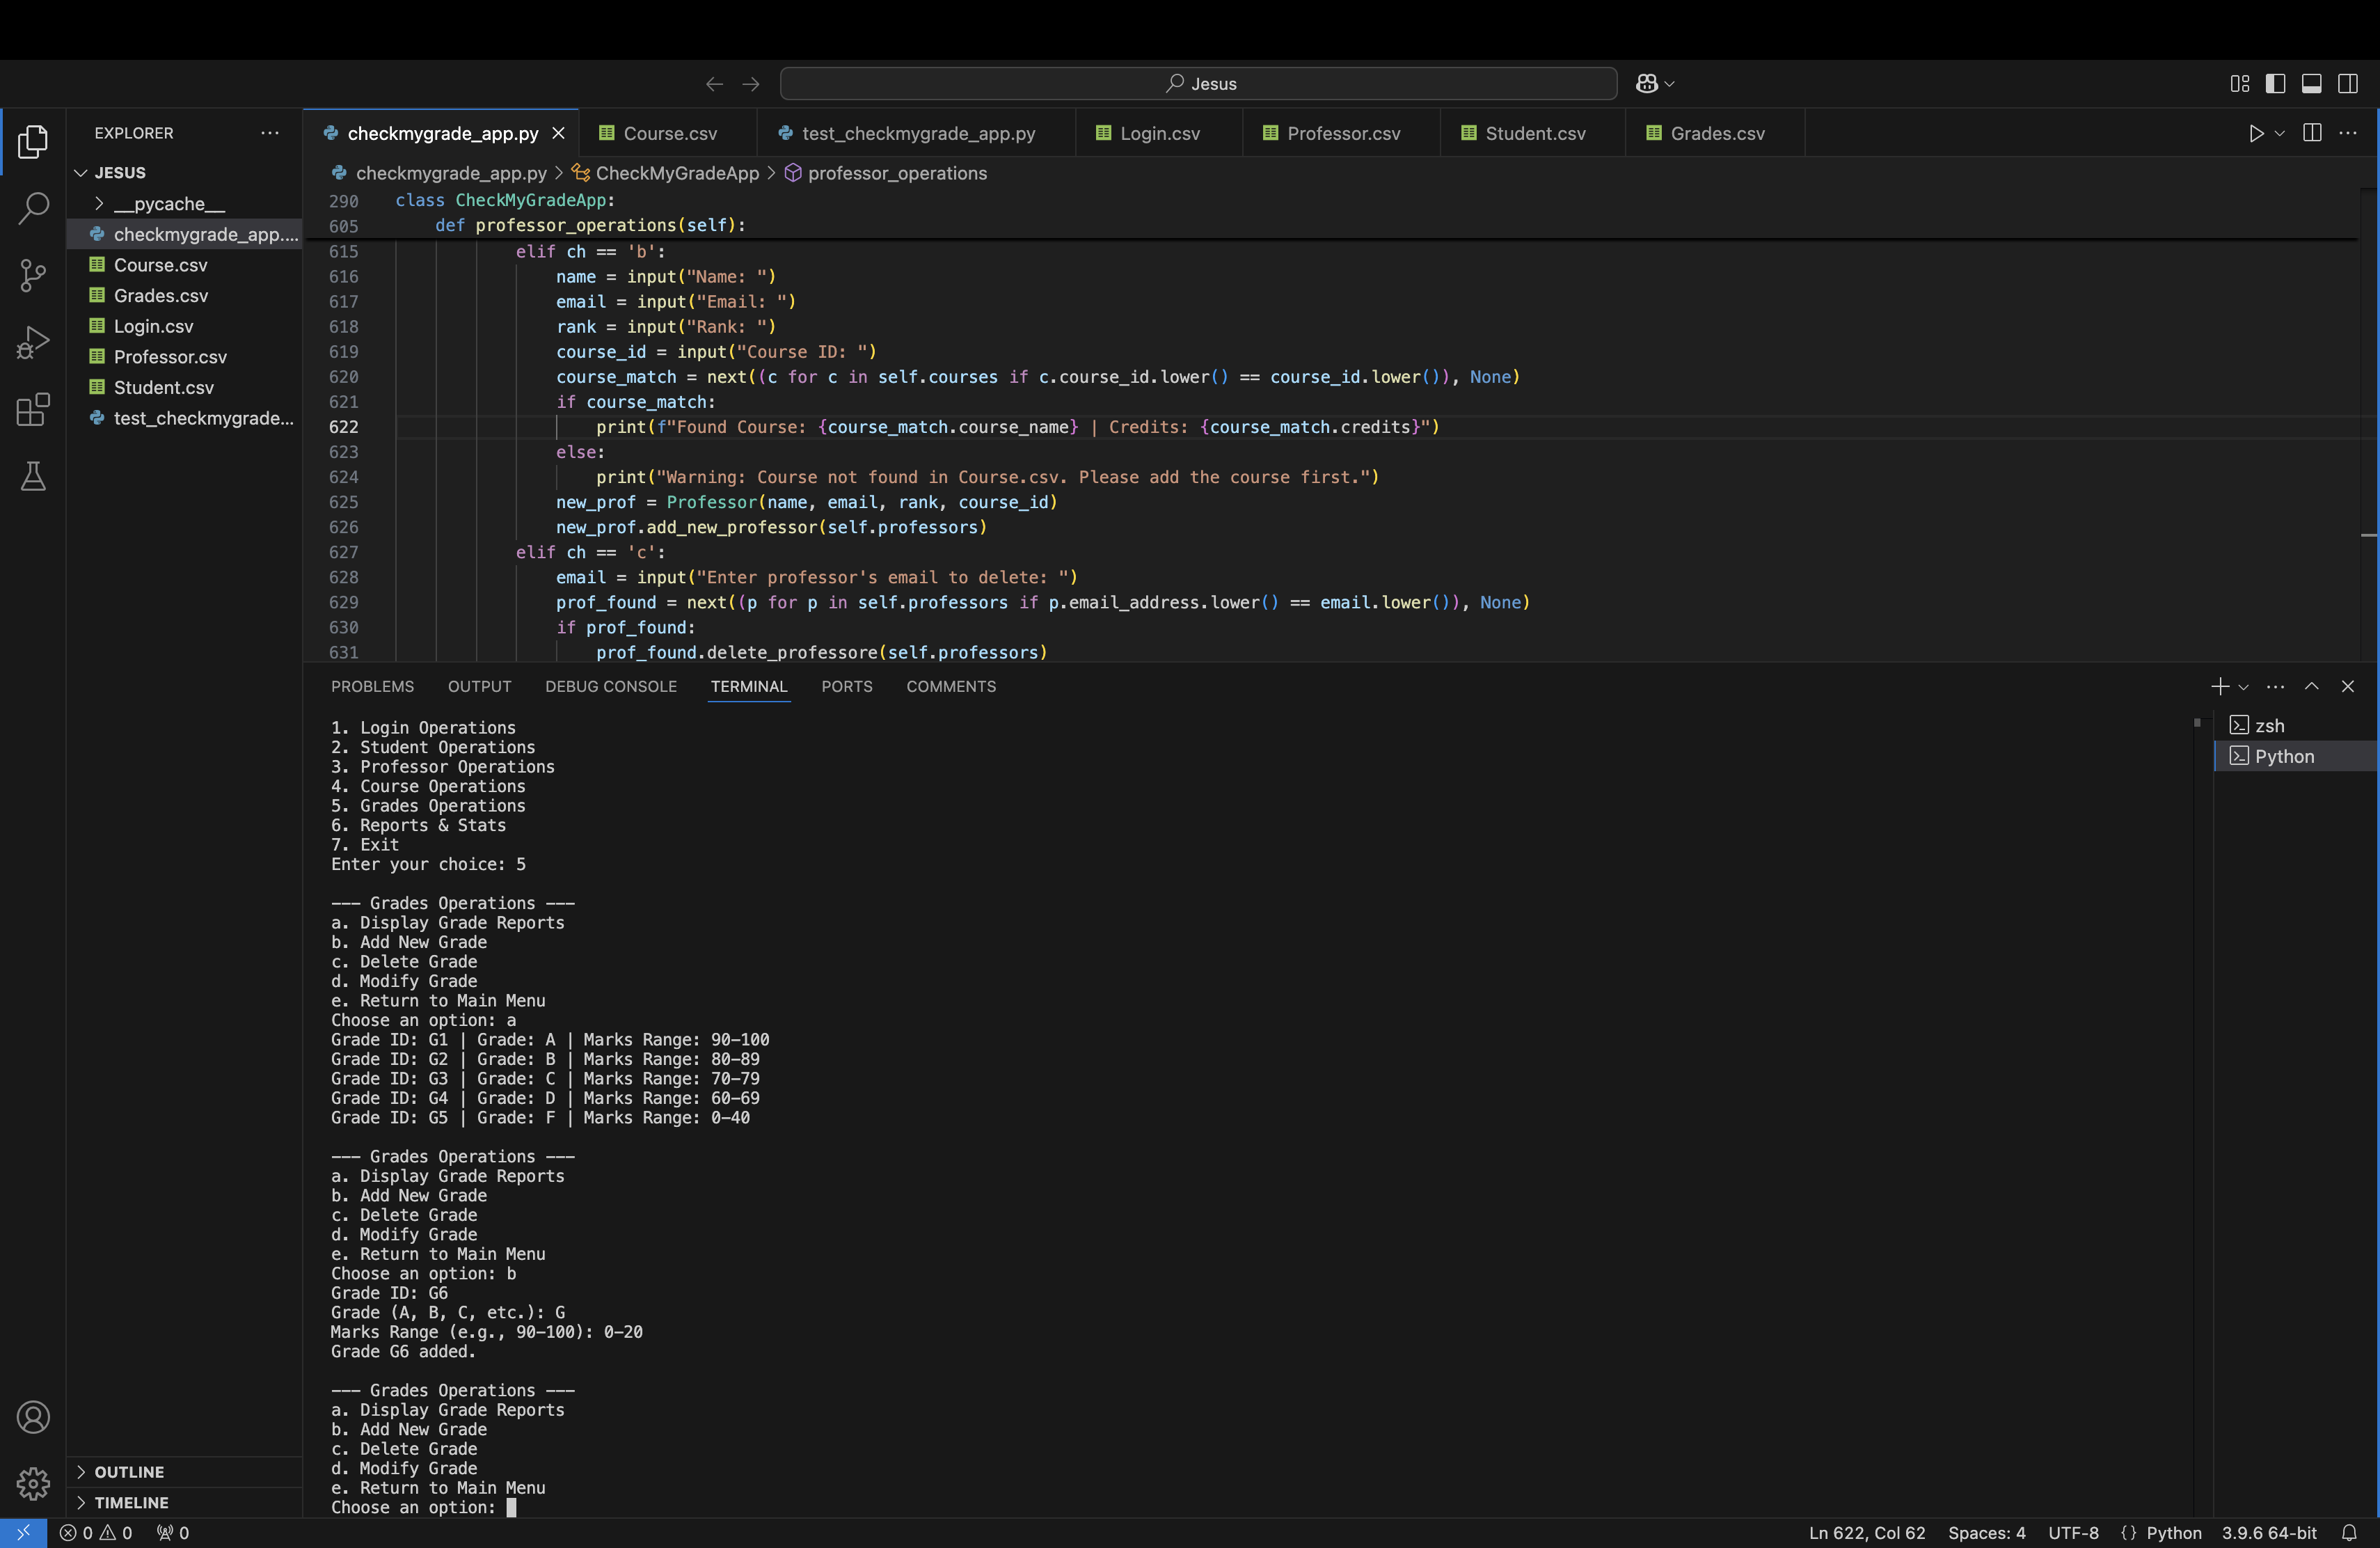 Jesus
EXPLORER
JESUS
__pycache__
checkmygrade_app....
Course.csv
Grades.csv
Login.csv
Professor.csv
Student.csv
test_checkmygrade...
OUTLINE
TIMELINE
checkmygrade_app.py
Course.csv
test_checkmygrade_app.py
Login.csv
Professor.csv
Student.csv
Grades.csv
checkmygrade_app.py > CheckMyGradeApp > professor_operations
290 class CheckMyGradeApp:
605 def professor_operations(self):
615 elif ch == 'b':
616 name = input("Name: ")
617 email = input("Email: ")
618 rank = input("Rank: ")
619 course_id = input("Course ID: ")
620 course_match = next((c for c in self.courses if c.course_id.lower() == course_id.lower()), None)
621 if course_match:
622 print(f"Found Course: {course_match.course_name} | Credits: {course_match.credits}")
623 else:
624 print("Warning: Course not found in Course.csv. Please add the course first.")
625 new_prof = Professor(name, email, rank, course_id)
626 new_prof.add_new_professor(self.professors)
627 elif ch == 'c':
628 email = input("Enter professor's email to delete: ")
629 prof_found = next((p for p in self.professors if p.email_address.lower() == email.lower()), None)
630 if prof_found:
631 prof_found.delete_professore(self.professors)
PROBLEMS OUTPUT DEBUG CONSOLE TERMINAL PORTS COMMENTS
zsh
Python
1. Login Operations
2. Student Operations
3. Professor Operations
4. Course Operations
5. Grades Operations
6. Reports & Stats
7. Exit
Enter your choice: 5
--- Grades Operations ---
a. Display Grade Reports
b. Add New Grade
c. Delete Grade
d. Modify Grade
e. Return to Main Menu
Choose an option: a
Grade ID: G1 | Grade: A | Marks Range: 90-100
Grade ID: G2 | Grade: B | Marks Range: 80-89
Grade ID: G3 | Grade: C | Marks Range: 70-79
Grade ID: G4 | Grade: D | Marks Range: 60-69
Grade ID: G5 | Grade: F | Marks Range: 0-40
--- Grades Operations ---
a. Display Grade Reports
b. Add New Grade
c. Delete Grade
d. Modify Grade
e. Return to Main Menu
Choose an option: b
Grade ID: G6
Grade (A, B, C, etc.): G
Marks Range (e.g., 90-100): 0-20
Grade G6 added.
--- Grades Operations ---
a. Display Grade Reports
b. Add New Grade
c. Delete Grade
d. Modify Grade
e. Return to Main Menu
Choose an option:
0 0 0
Ln 622, Col 62 Spaces: 4 UTF-8 {} Python 3.9.6 64-bit